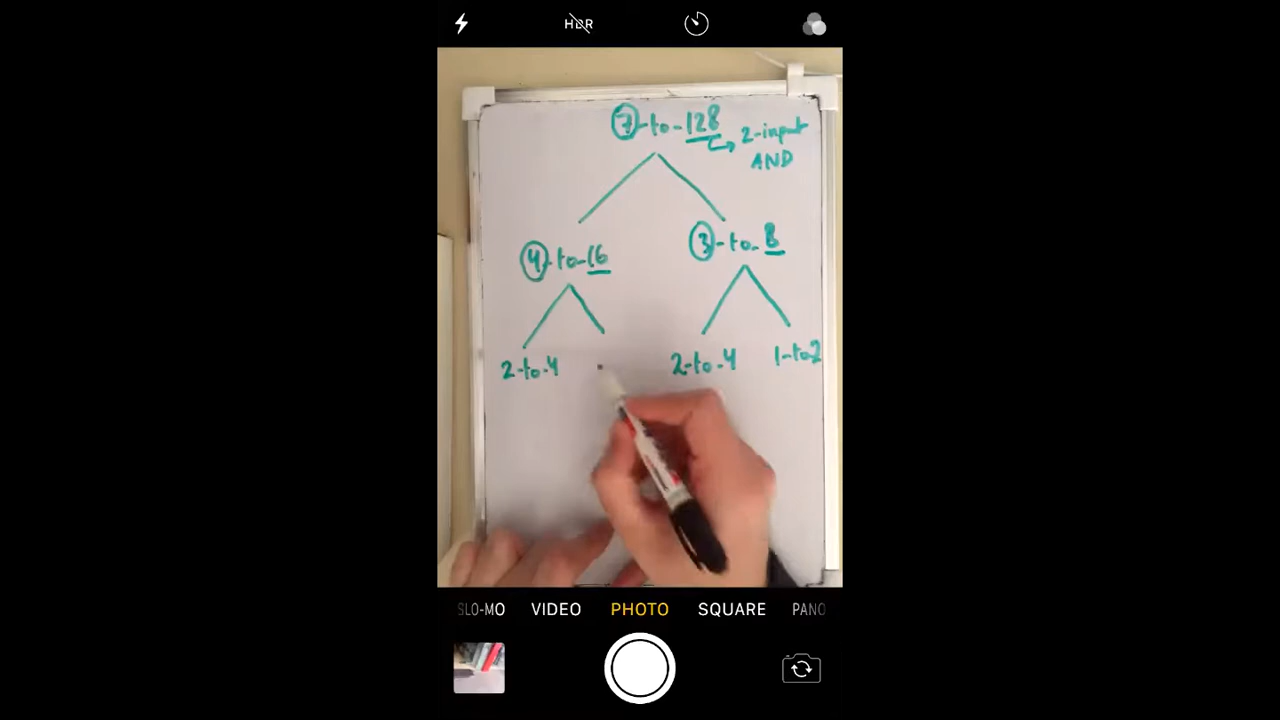 HDR
7-to-128
2-input
AND
4-to-16
3-to-8
2-to-4
2-to-4
1-to-2
SLO-MO VIDEO PHOTO SQUARE PANO